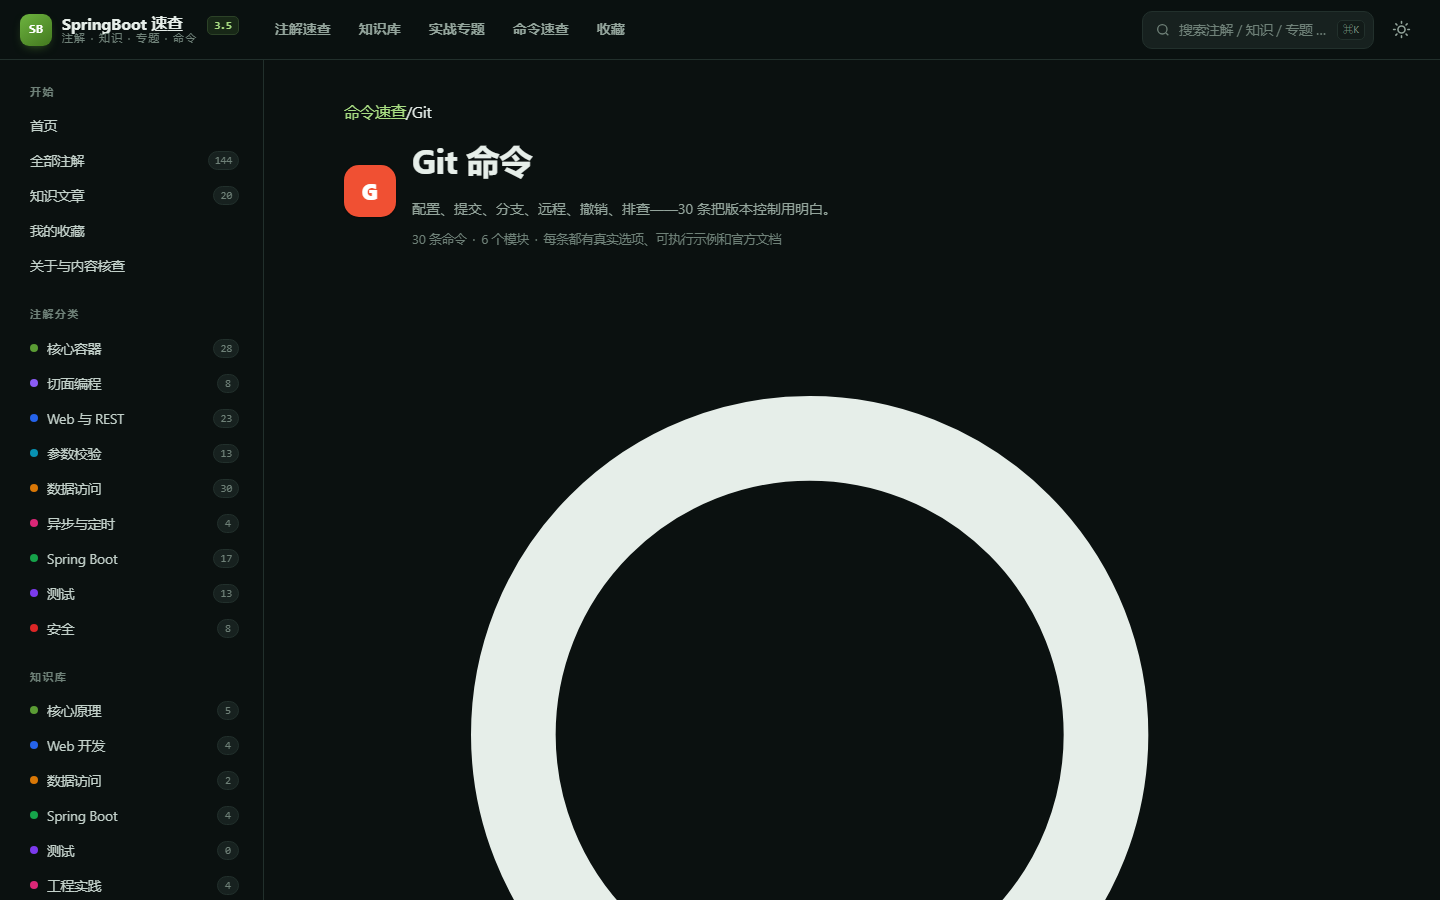 SB
SpringBoot 速查
注解 · 知识 · 专题 · 命令
3.5
注解速查
知识库
实战专题
命令速查
收藏
搜索注解 / 知识 / 专题 ...
⌘K
开始
首页
全部注解 144
知识文章 20
我的收藏
关于与内容核查
注解分类
核心容器 28
切面编程 8
Web 与 REST 23
参数校验 13
数据访问 30
异步与定时 4
Spring Boot 17
测试 13
安全 8
知识库
核心原理 5
Web 开发 4
数据访问 2
Spring Boot 4
测试 0
工程实践 4
命令速查/Git
G
Git 命令
配置、提交、分支、远程、撤销、排查——30 条把版本控制用明白。
30 条命令 · 6 个模块 · 每条都有真实选项、可执行示例和官方文档